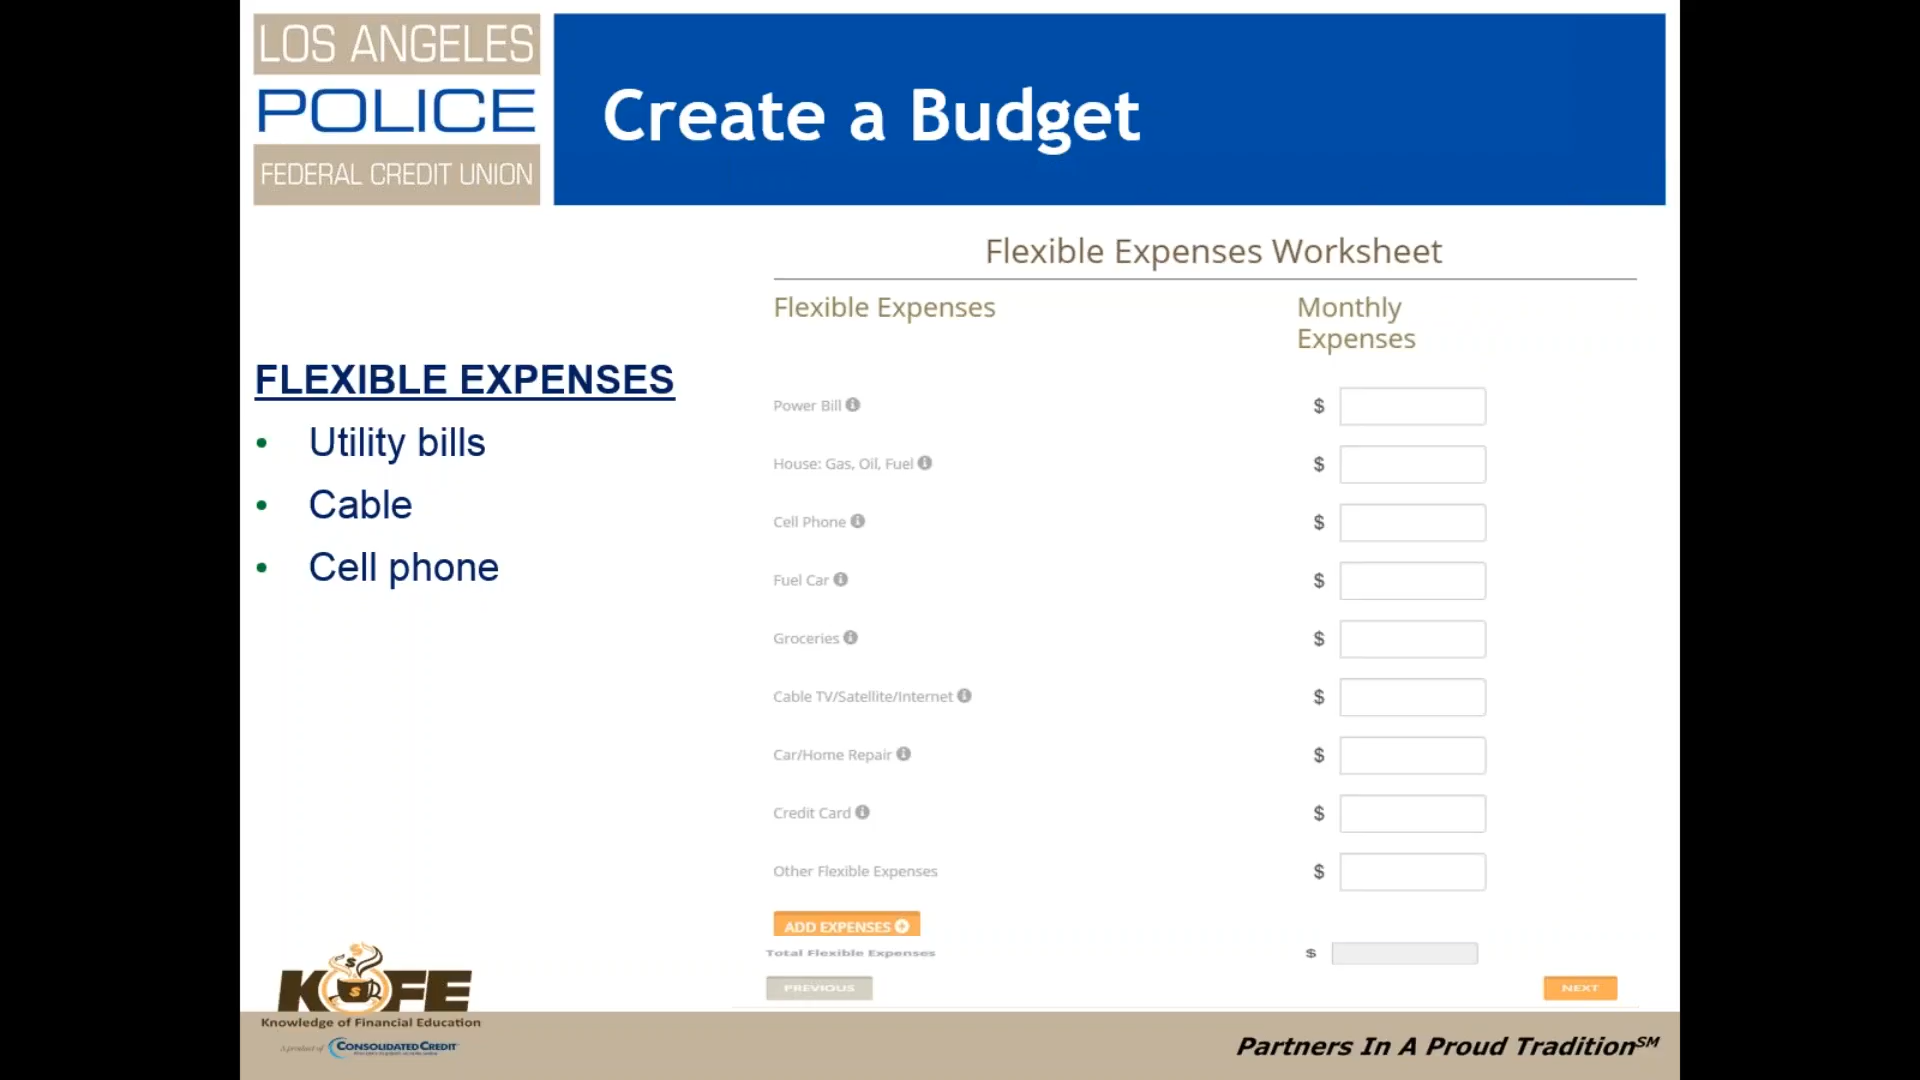 LOS ANGELES
POLICE
FEDERAL CREDIT UNION
Create a Budget
FLEXIBLE EXPENSES
• Utility bills
• Cable
• Cell phone
Flexible Expenses Worksheet
Flexible Expenses
Monthly
Expenses
Power Bill $
House: Gas, Oil, Fuel $
Cell Phone $
Fuel Car $
Groceries $
Cable TV/Satellite/Internet $
Car/Home Repair $
Credit Card $
Other Flexible Expenses $
ADD EXPENSES
Total Flexible Expenses $
PREVIOUS
NEXT
KOFE
Knowledge of Financial Education
A product of CONSOLIDATED CREDIT
Partners In A Proud Tradition℠